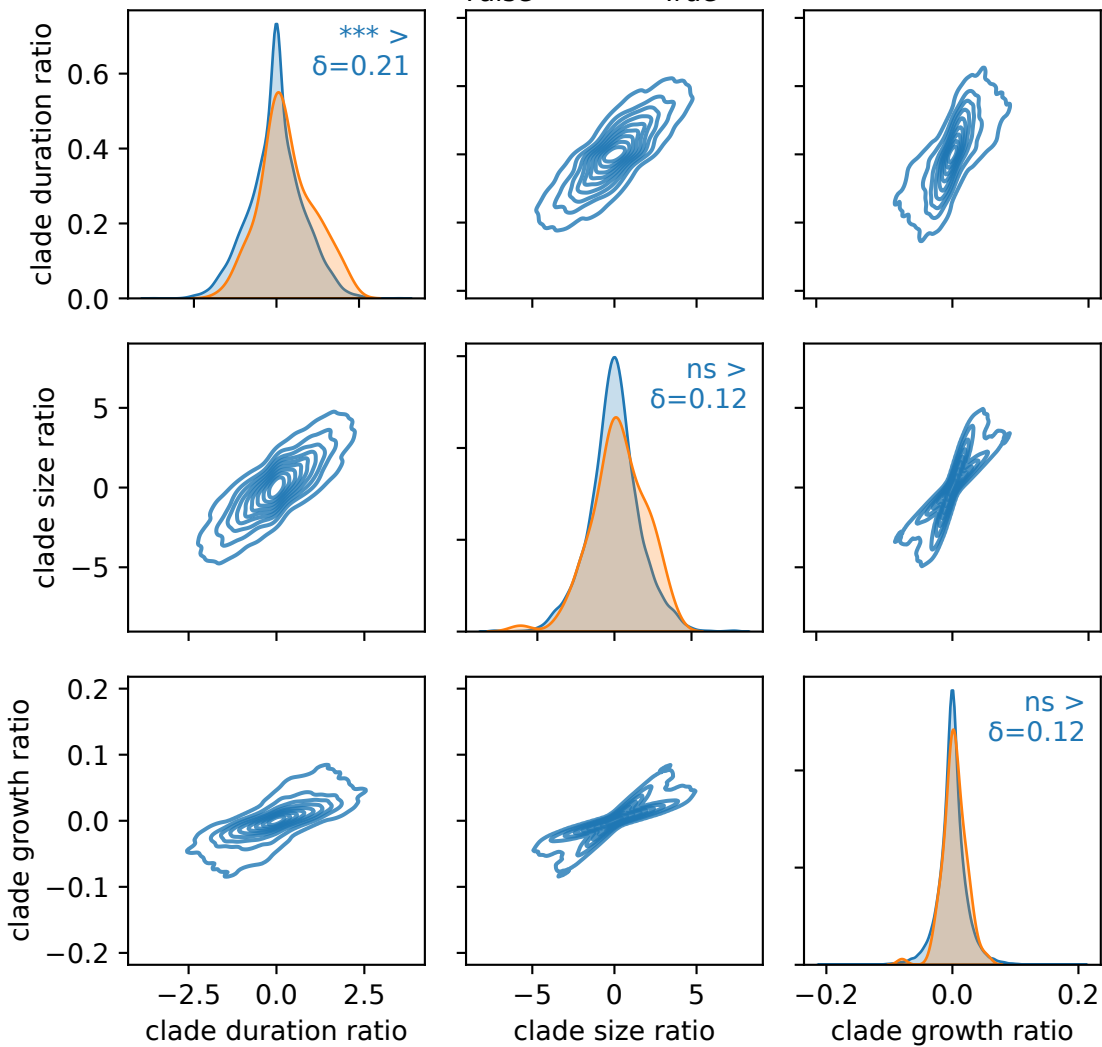 clade duration ratio
0.6
0.4
0.2
0.0
*** >
δ=0.21
clade size ratio
5
0
−5
ns >
δ=0.12
clade growth ratio
0.2
0.1
0.0
−0.1
−0.2
ns >
δ=0.12
−2.5 0.0 2.5
−5 0 5
−0.2 0.0 0.2
clade duration ratio
clade size ratio
clade growth ratio